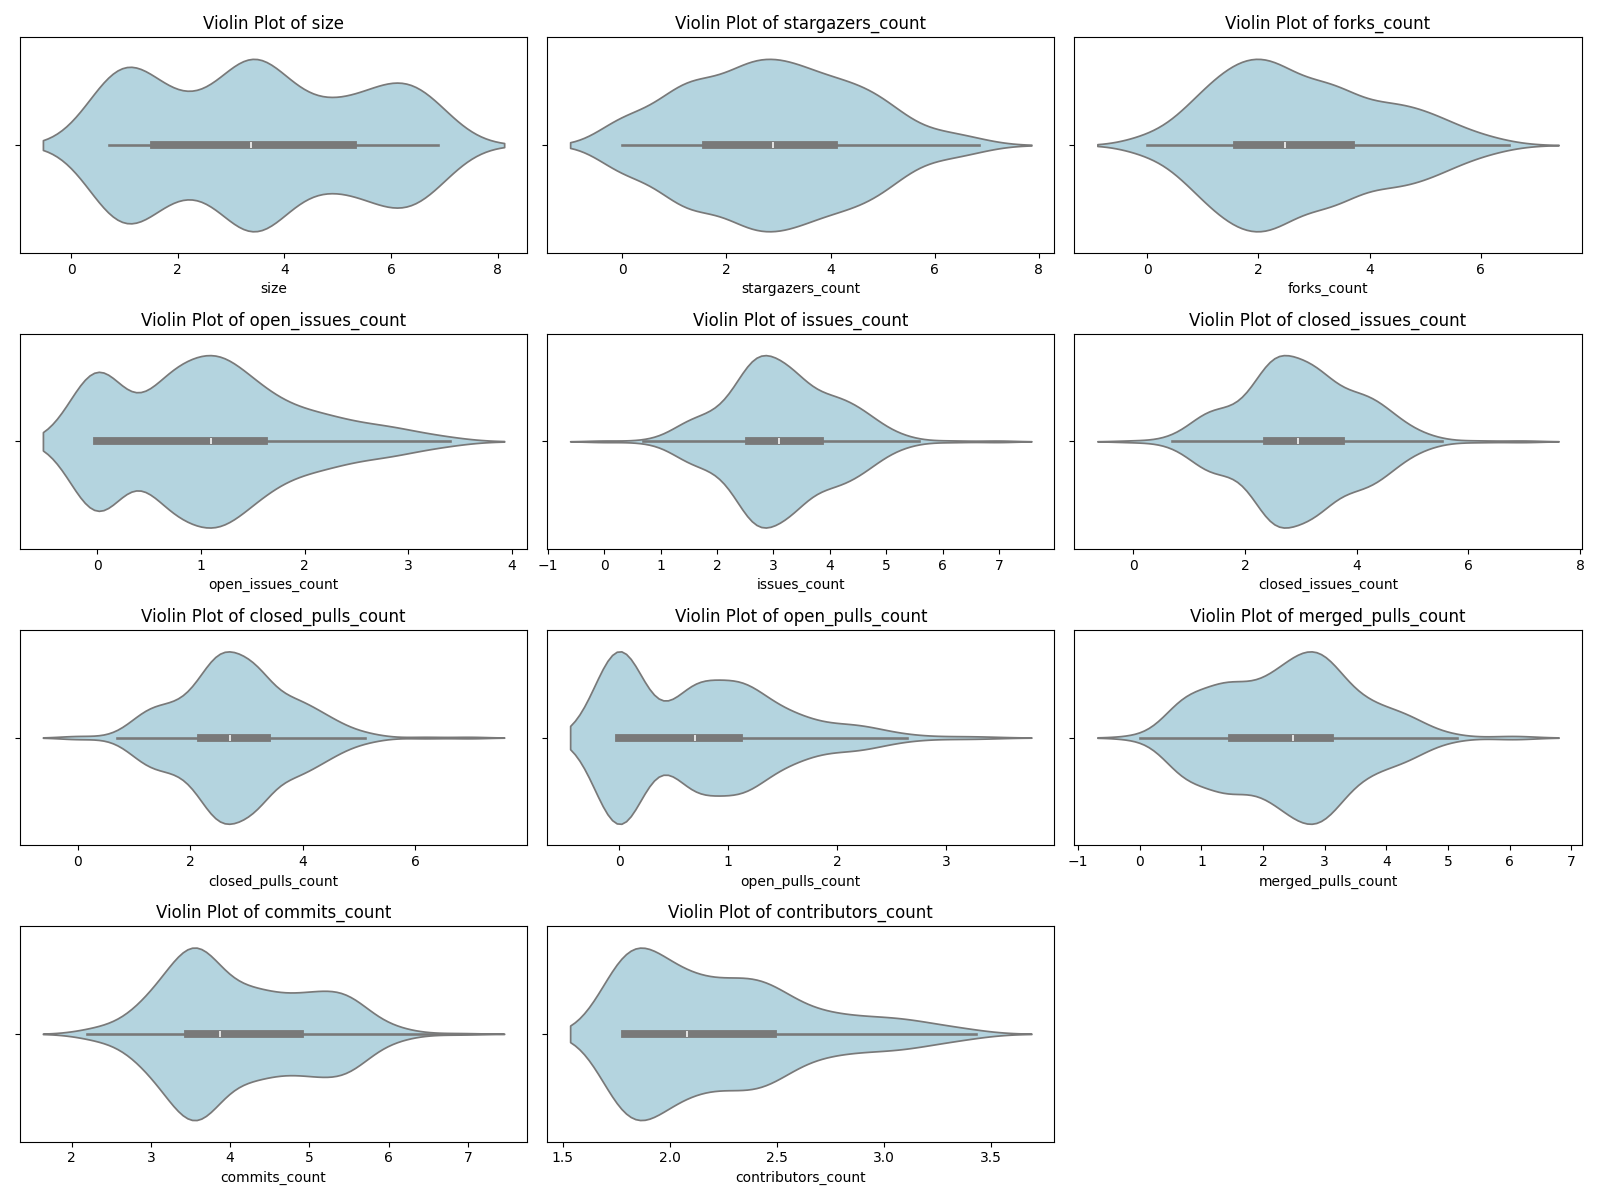 Violin Plot of size
Violin Plot of stargazers_count
Violin Plot of forks_count
0 2 4 6 8
0 2 4 6 8
0 2 4 6
size
stargazers_count
forks_count
Violin Plot of open_issues_count
Violin Plot of issues_count
Violin Plot of closed_issues_count
0 1 2 3 4
−1 0 1 2 3 4 5 6 7
0 2 4 6 8
open_issues_count
issues_count
closed_issues_count
Violin Plot of closed_pulls_count
Violin Plot of open_pulls_count
Violin Plot of merged_pulls_count
0 2 4 6
0 1 2 3
−1 0 1 2 3 4 5 6 7
closed_pulls_count
open_pulls_count
merged_pulls_count
Violin Plot of commits_count
Violin Plot of contributors_count
2 3 4 5 6 7
1.5 2.0 2.5 3.0 3.5
commits_count
contributors_count